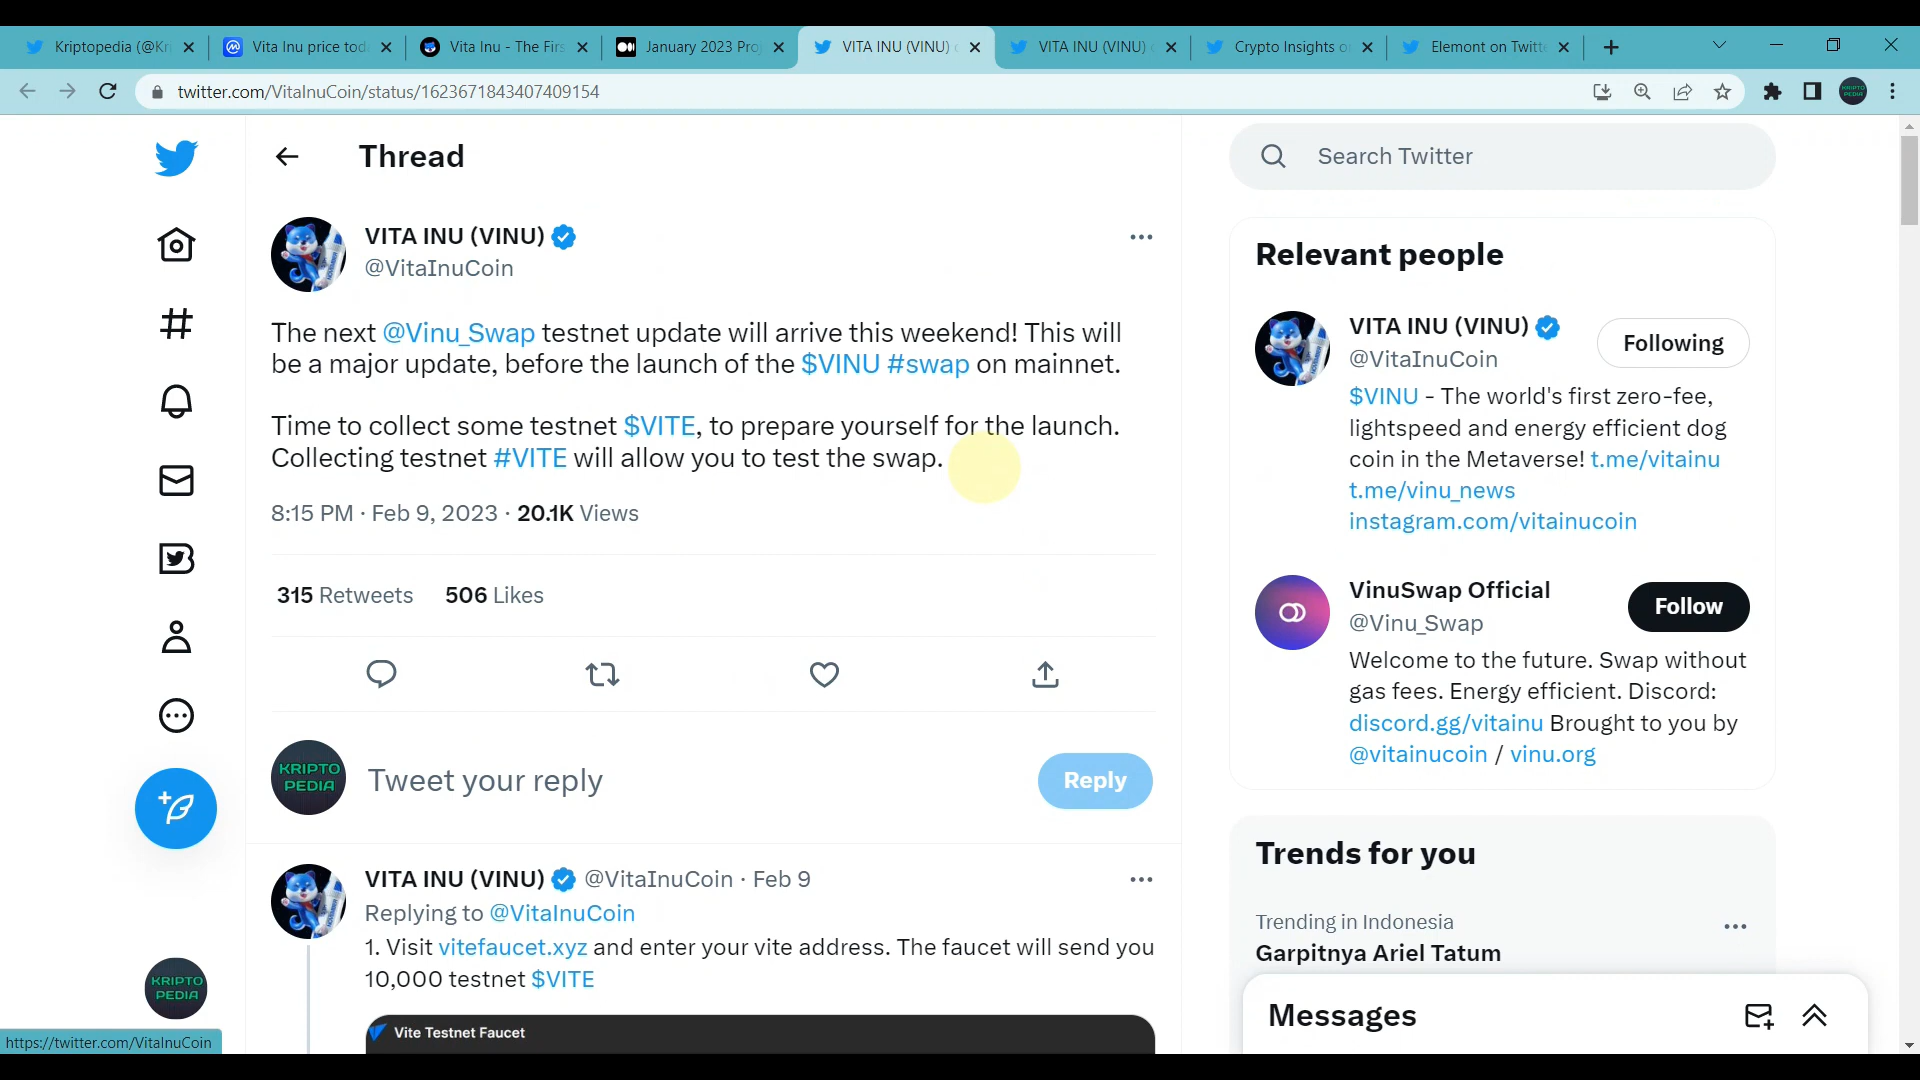 Kriptopedia (@Kr
Vita Inu price tod
Vita Inu - The Firs
January 2023 Pro
VITA INU (VINU)
VITA INU (VINU)
Crypto Insights o
Elemont on Twitt
twitter.com/VitaInuCoin/status/1623671843407409154
Thread
Search Twitter
VITA INU (VINU)
@VitaInuCoin
The next @Vinu_Swap testnet update will arrive this weekend! This will
be a major update, before the launch of the $VINU #swap on mainnet.
Time to collect some testnet $VITE, to prepare yourself for the launch.
Collecting testnet #VITE will allow you to test the swap.
8:15 PM · Feb 9, 2023 · 20.1K Views
315 Retweets 506 Likes
KRIPTO
PEDIA
Tweet your reply
Reply
VITA INU (VINU) @VitaInuCoin · Feb 9
Replying to @VitaInuCoin
1. Visit vitefaucet.xyz and enter your vite address. The faucet will send you
10,000 testnet $VITE
Vite Testnet Faucet
Relevant people
VITA INU (VINU)
@VitaInuCoin
Following
$VINU - The world's first zero-fee,
lightspeed and energy efficient dog
coin in the Metaverse! t.me/vitainu
t.me/vinu_news
instagram.com/vitainucoin
VinuSwap Official
@Vinu_Swap
Follow
Welcome to the future. Swap without
gas fees. Energy efficient. Discord:
discord.gg/vitainu Brought to you by
@vitainucoin / vinu.org
Trends for you
Trending in Indonesia
Garpitnya Ariel Tatum
Messages
KRIPTO
PEDIA
https://twitter.com/VitaInuCoin